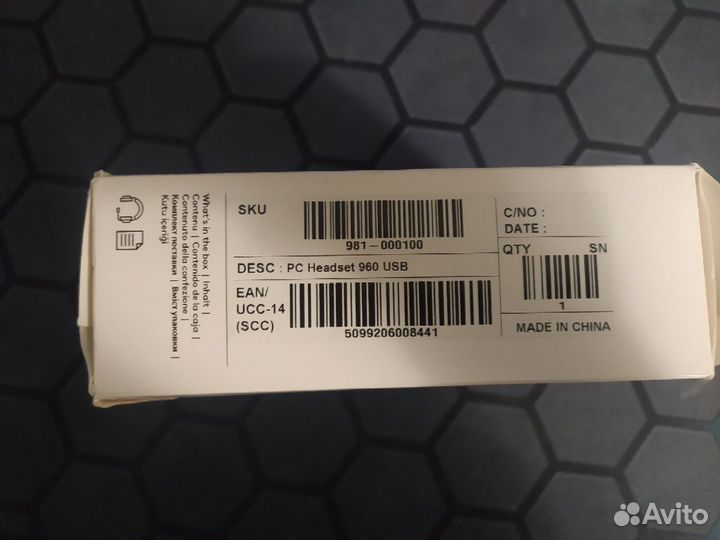 What's in the box | Inhalt |
Contenu | Contenido de la caja |
Contenuto della confezione |
Комплект поставки | Вміст упаковки |
Kutu içeriği
SKU
981-000100
DESC : PC Headset 960 USB
EAN/
UCC-14
(SCC)
5099206008441
C/NO :
DATE :
QTY SN
1
MADE IN CHINA
Avito